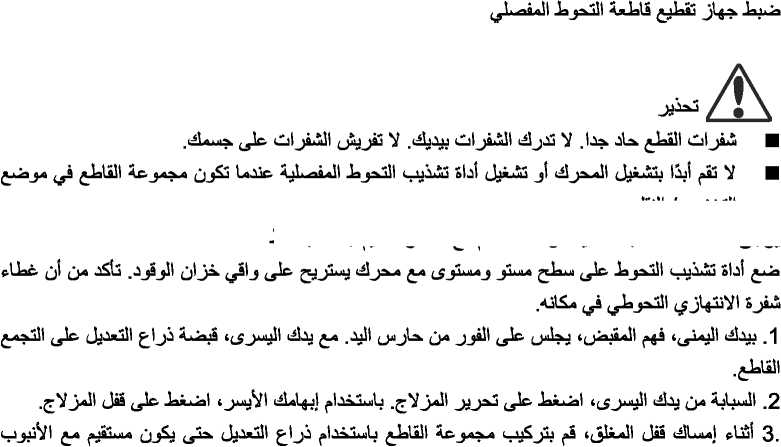 ضبط جهاز تقطيع قاطعة التحوط المفصلي
تحذير
■ شفرات القطع حاد جدا. لا تدرك الشفرات بيديك. لا تفريش الشفرات على جسمك.
■ لا تقم أبدًا بتشغيل المحرك أو تشغيل أداة تشذيب التحوط المفصلية عندما تكون مجموعة القاطع في موضع
ضع أداة تشذيب التحوط على سطح مستو ومستوى مع محرك يستريح على واقي خزان الوقود. تأكد من أن غطاء
شفرة الانتهازي التحوطي في مكانه.
1. بيدك اليمنى، فهم المقبض، يجلس على الفور من حارس اليد. مع يدك اليسرى، قبضة ذراع التعديل على التجمع
القاطع.
2. السبابة من يدك اليسرى، اضغط على تحرير المزلاج. باستخدام إبهامك الأيسر، اضغط على قفل المزلاج.
3. أثناء إمساك قفل المغلق، قم بتركيب مجموعة القاطع باستخدام ذراع التعديل حتى يكون مستقيم مع الأنبوب